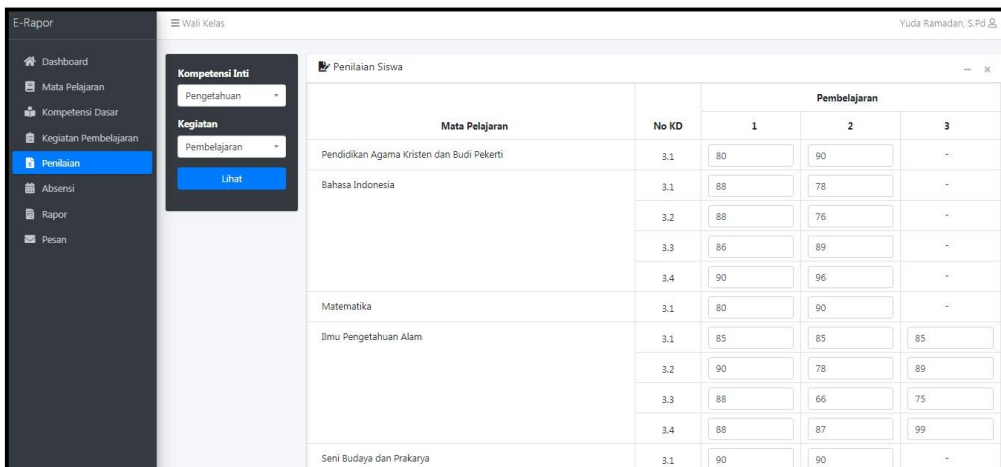 E-Rapor
Wali Kelas
Yuda Ramadan, S.Pd
Dashboard
Mata Pelajaran
Kompetensi Dasar
Kegiatan Pembelajaran
Penilaian
Absensi
Rapor
Pesan
Kompetensi Inti
Pengetahuan
Kegiatan
Pembelajaran
Lihat
Penilaian Siswa
Pembelajaran
Mata Pelajaran No KD 1 2 3
Pendidikan Agama Kristen dan Budi Pekerti 3.1 80 90 -
Bahasa Indonesia 3.1 88 78 -
3.2 88 76 -
3.3 86 89 -
3.4 90 96 -
Matematika 3.1 80 90 -
Ilmu Pengetahuan Alam 3.1 85 85 85
3.2 90 78 89
3.3 88 66 75
3.4 88 87 99
Seni Budaya dan Prakarya 3.1 90 90 -